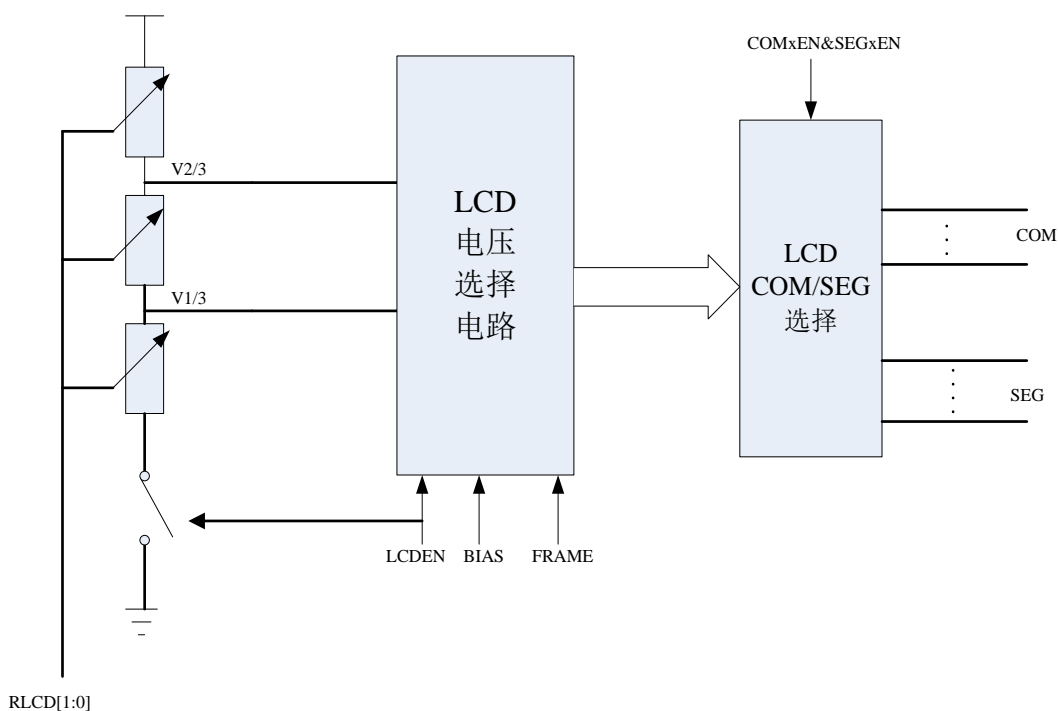 COMxEN&SEGxEN
V2/3
LCD
电压
选择
电路
V1/3
LCD
COM/SEG
选择
COM
SEG
LCDEN
BIAS
FRAME
RLCD[1:0]